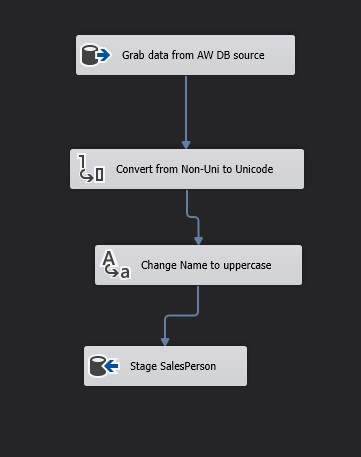 Grab data from AW DB source
Convert from Non-Uni to Unicode
Change Name to uppercase
Stage SalesPerson